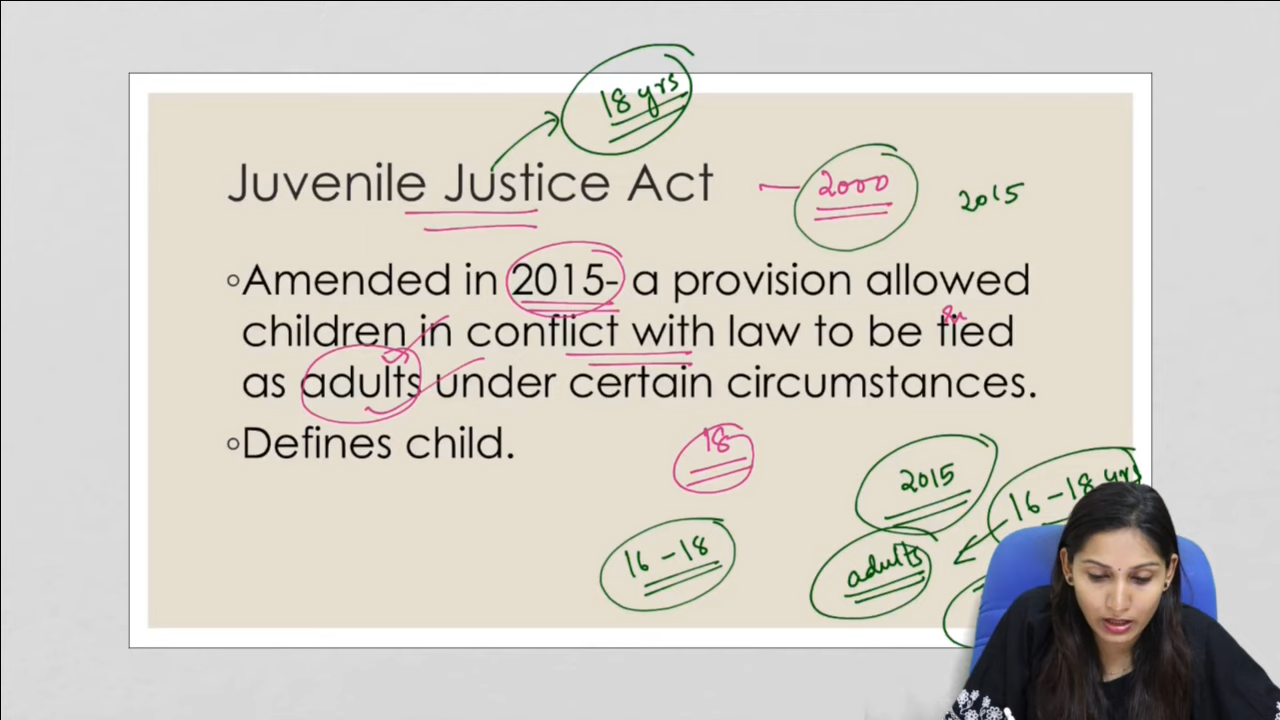 18 yrs
Juvenile Justice Act 2000 2015
◦Amended in 2015- a provision allowed
children in conflict with law to be tied
as adults under certain circumstances.
◦Defines child.
18
2015
16-18 yrs
16-18
adults